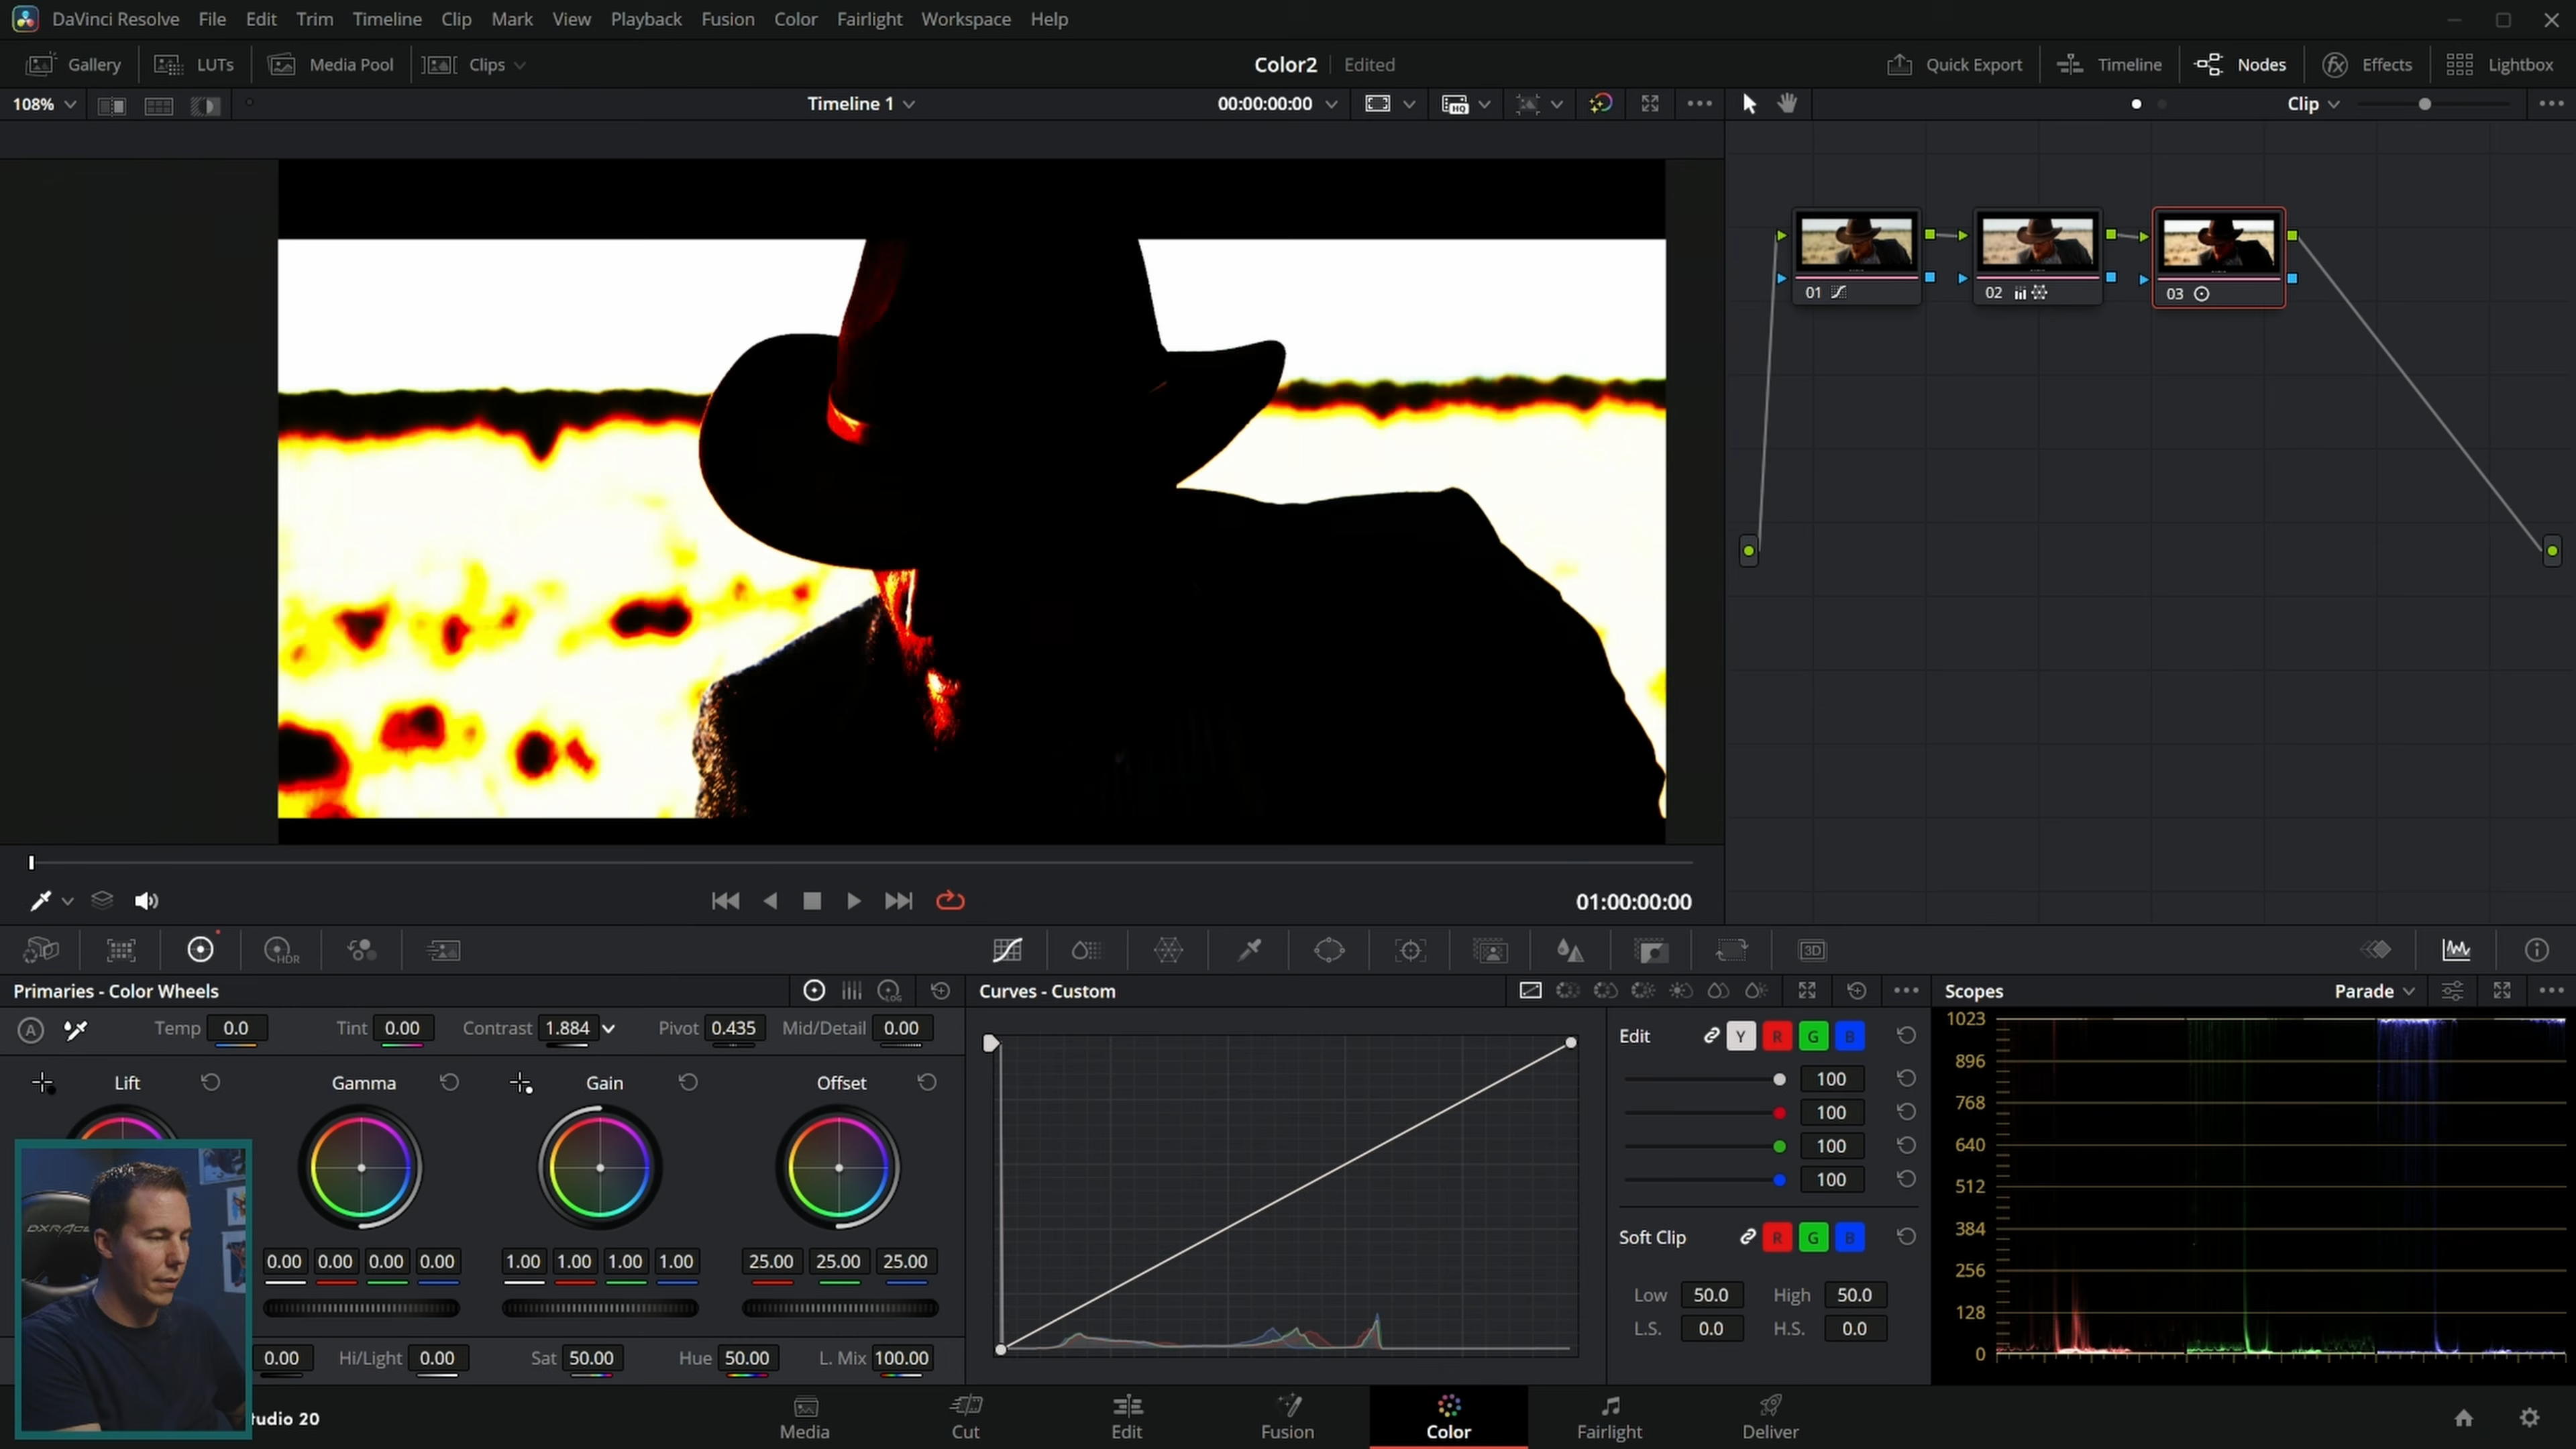 DaVinci Resolve File Edit Trim Timeline Clip Mark View Playback Fusion Color Fairlight Workspace Help
Gallery LUTs Media Pool Clips Color2 Edited Quick Export Timeline Nodes Effects Lightbox
108% Timeline 1 00:00:00:00 HQ Clip
01 02 03
01:00:00:00
HDR 3D
Primaries - Color Wheels LOG Curves - Custom Scopes Parade
A Temp 0.0 Tint 0.00 Contrast 1.884 Pivot 0.435 Mid/Detail 0.00
Lift Gamma Gain Offset
0.00 0.00 0.00 0.00 1.00 1.00 1.00 1.00 25.00 25.00 25.00
0.00 Hi/Light 0.00 Sat 50.00 Hue 50.00 L. Mix 100.00
Edit Y R G B
100
100
100
100
Soft Clip R G B
Low 50.0 High 50.0
L.S. 0.0 H.S. 0.0
1023
896
768
640
512
384
256
128
0
tudio 20
Media Cut Edit Fusion Color Fairlight Deliver